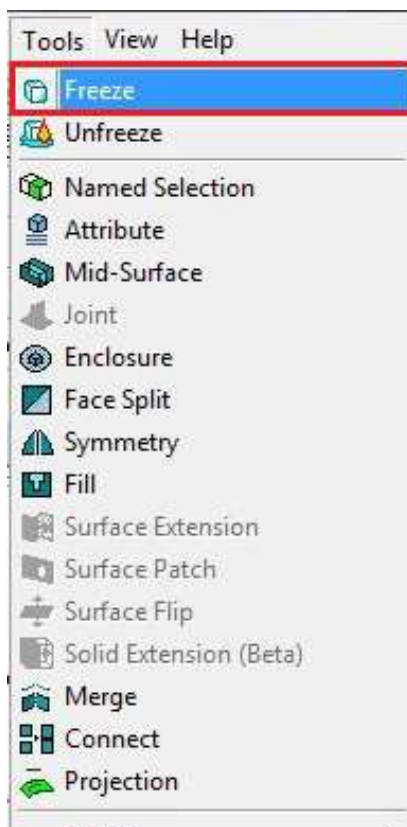 Tools View Help
Freeze
Unfreeze
Named Selection
Attribute
Mid-Surface
Joint
Enclosure
Face Split
Symmetry
Fill
Surface Extension
Surface Patch
Surface Flip
Solid Extension (Beta)
Merge
Connect
Projection